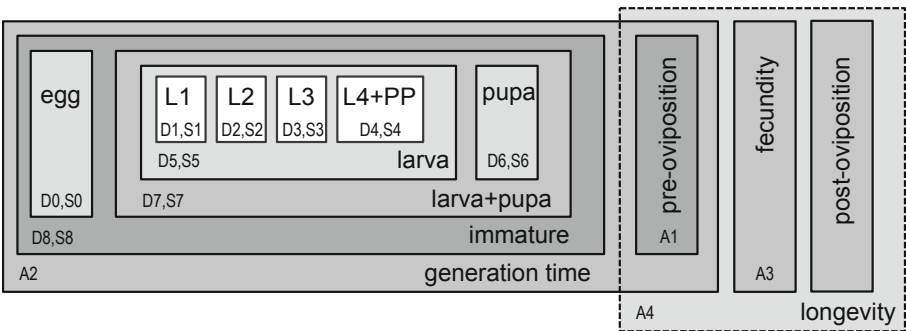 egg
D0,S0
L1
D1,S1
L2
D2,S2
L3
D3,S3
L4+PP
D4,S4
D5,S5
larva
pupa
D6,S6
D7,S7
larva+pupa
D8,S8
immature
A2
generation time
pre-oviposition
A1
fecundity
A3
post-oviposition
A4
longevity